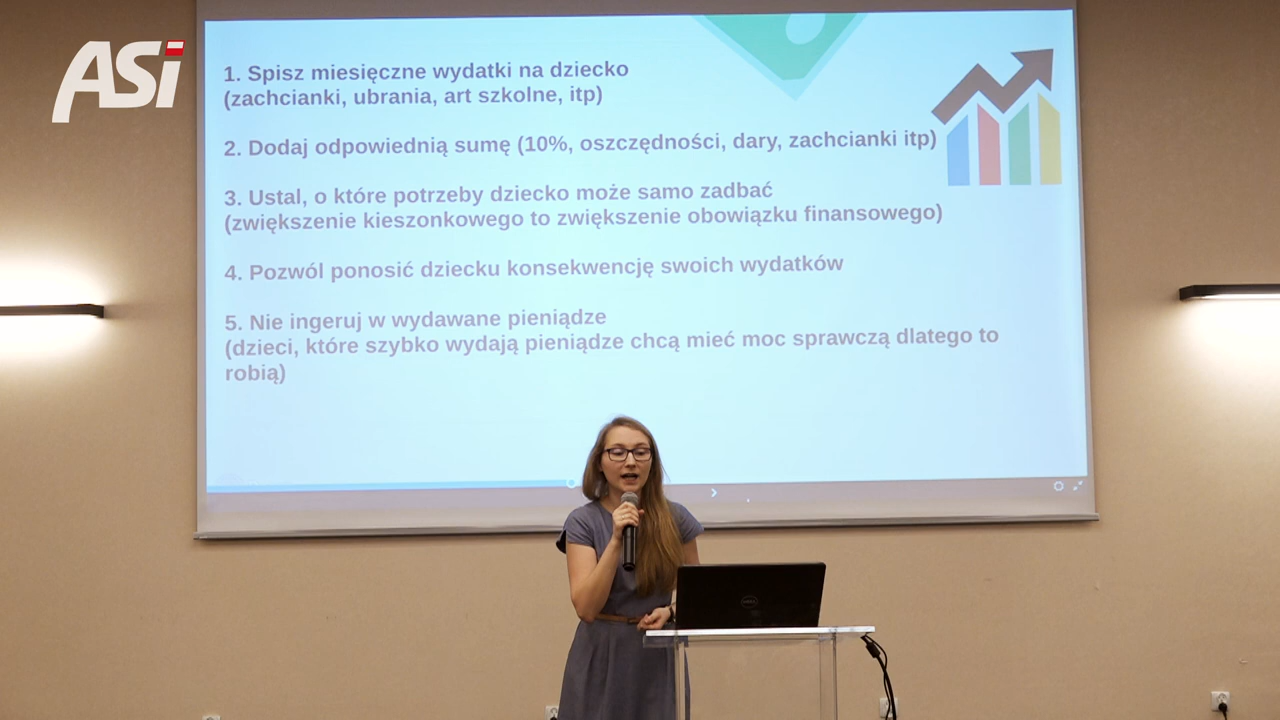 ASi
1. Spisz miesięczne wydatki na dziecko
(zachcianki, ubrania, art szkolne, itp)
2. Dodaj odpowiednią sumę (10%, oszczędności, dary, zachcianki itp)
3. Ustal, o które potrzeby dziecko może samo zadbać
(zwiększenie kieszonkowego to zwiększenie obowiązku finansowego)
4. Pozwól ponosić dziecku konsekwencję swoich wydatków
5. Nie ingeruj w wydawane pieniądze
(dzieci, które szybko wydają pieniądze chcą mieć moc sprawczą dlatego to
robią)
DELL